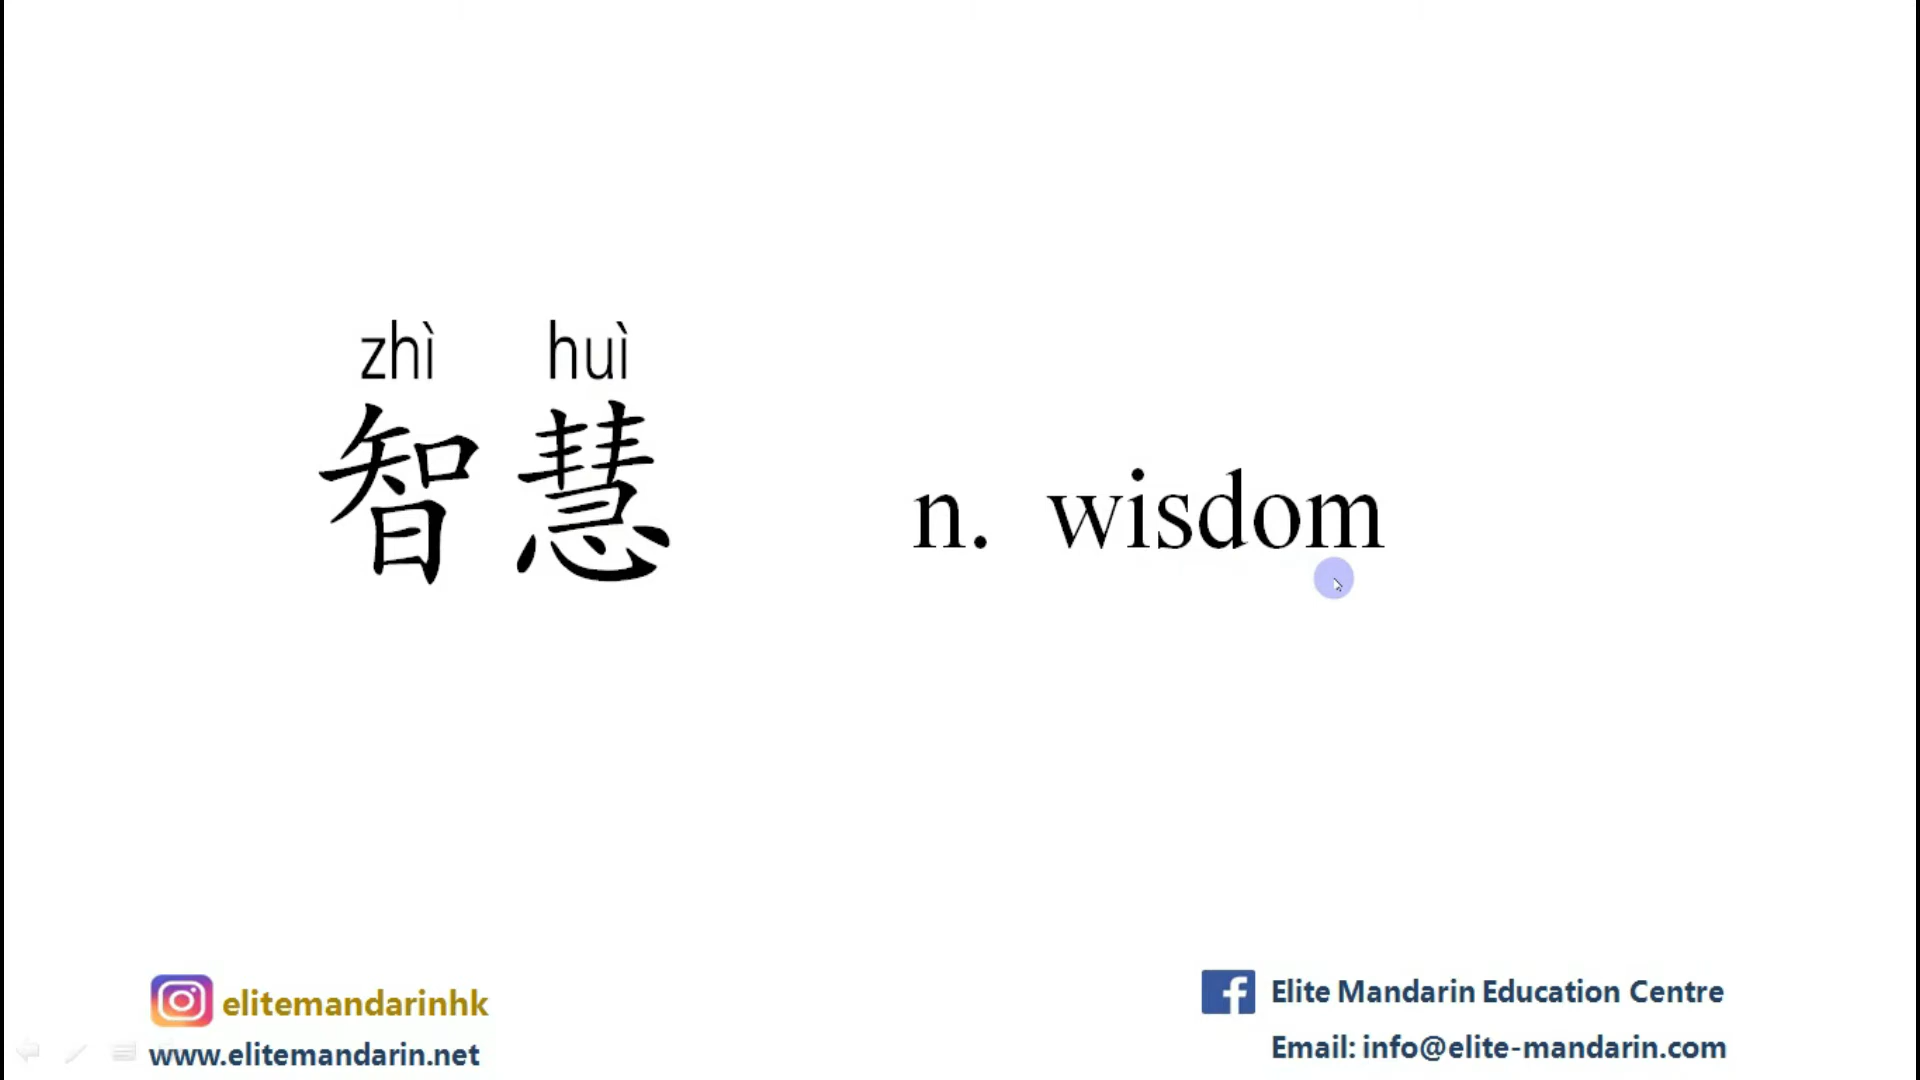 zhì huì
智慧 n. wisdom
elitemandarinhk
www.elitemandarin.net
Elite Mandarin Education Centre
Email: info@elite-mandarin.com